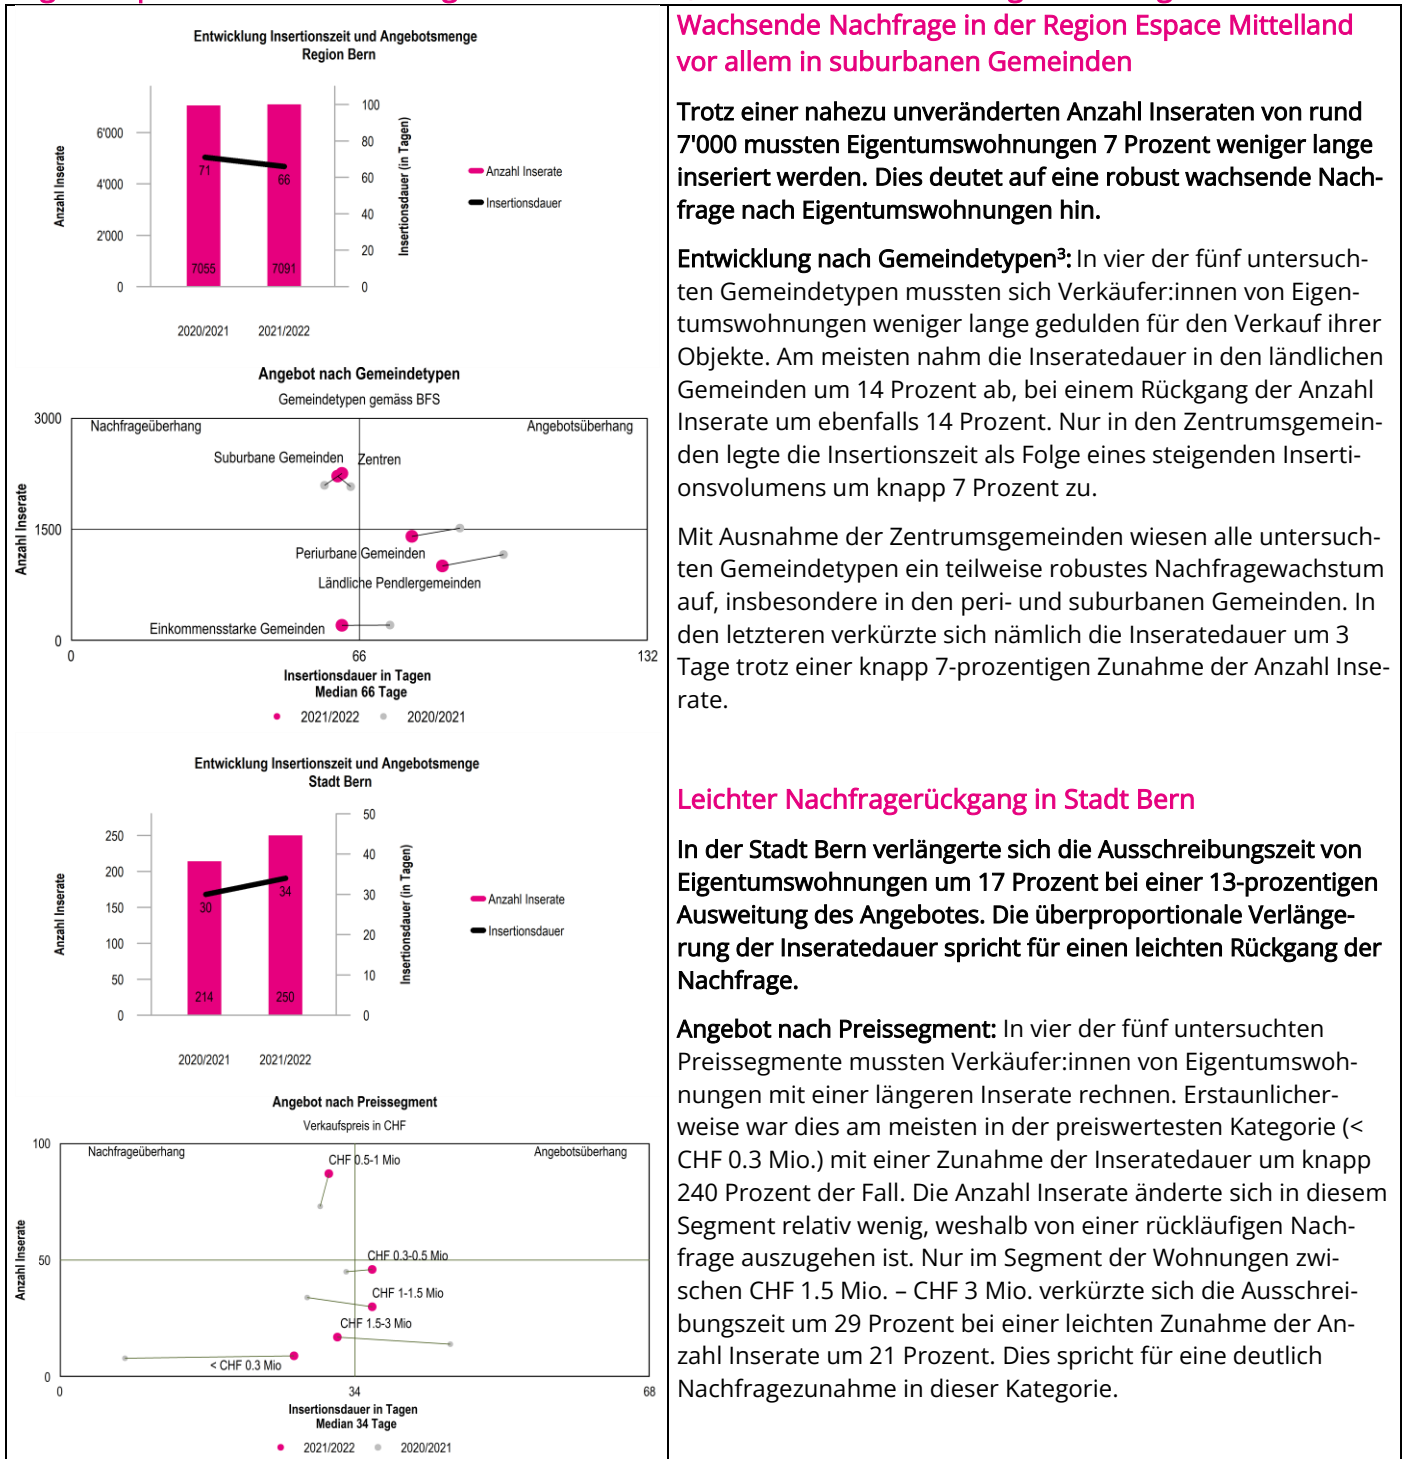 Entwicklung Insertionszeit und Angebotsmenge
Region Bern
Anzahl Inserate
6'000
4'000
2'000
0
71
66
7055
7091
100
80
60
40
20
0
Insertionsdauer (in Tagen)
Anzahl Inserate
Insertionsdauer
2020/2021
2021/2022
Angebot nach Gemeindetypen
Gemeindetypen gemäss BFS
3000
1500
0
Anzahl Inserate
Nachfrageüberhang
Angebotsüberhang
Suburbane Gemeinden
Zentren
Periurbane Gemeinden
Ländliche Pendlergemeinden
Einkommensstarke Gemeinden
0
66
132
Insertionsdauer in Tagen
Median 66 Tage
2021/2022
2020/2021
Entwicklung Insertionszeit und Angebotsmenge
Stadt Bern
Anzahl Inserate
250
200
150
100
50
0
30
34
214
250
50
40
30
20
10
0
Insertionsdauer (in Tagen)
Anzahl Inserate
Insertionsdauer
2020/2021
2021/2022
Angebot nach Preissegment
Verkaufspreis in CHF
100
50
0
Anzahl Inserate
Nachfrageüberhang
Angebotsüberhang
CHF 0.5-1 Mio
CHF 0.3-0.5 Mio
CHF 1-1.5 Mio
CHF 1.5-3 Mio
< CHF 0.3 Mio
0
34
68
Insertionsdauer in Tagen
Median 34 Tage
2021/2022
2020/2021
Wachsende Nachfrage in der Region Espace Mittelland
vor allem in suburbanen Gemeinden
Trotz einer nahezu unveränderten Anzahl Inseraten von rund
7'000 mussten Eigentumswohnungen 7 Prozent weniger lange
inseriert werden. Dies deutet auf eine robust wachsende Nach-
frage nach Eigentumswohnungen hin.
Entwicklung nach Gemeindetypen³: In vier der fünf untersuch-
ten Gemeindetypen mussten sich Verkäufer:innen von Eigen-
tumswohnungen weniger lange gedulden für den Verkauf ihrer
Objekte. Am meisten nahm die Inseratedauer in den ländlichen
Gemeinden um 14 Prozent ab, bei einem Rückgang der Anzahl
Inserate um ebenfalls 14 Prozent. Nur in den Zentrumsgemein-
den legte die Insertionszeit als Folge eines steigenden Inserti-
onsvolumens um knapp 7 Prozent zu.
Mit Ausnahme der Zentrumsgemeinden wiesen alle untersuch-
ten Gemeindetypen ein teilweise robustes Nachfragewachstum
auf, insbesondere in den peri- und suburbanen Gemeinden. In
den letzteren verkürzte sich nämlich die Inseratedauer um 3
Tage trotz einer knapp 7-prozentigen Zunahme der Anzahl Inse-
rate.
Leichter Nachfragerückgang in Stadt Bern
In der Stadt Bern verlängerte sich die Ausschreibungszeit von
Eigentumswohnungen um 17 Prozent bei einer 13-prozentigen
Ausweitung des Angebotes. Die überproportionale Verlänge-
rung der Inseratedauer spricht für einen leichten Rückgang der
Nachfrage.
Angebot nach Preissegment: In vier der fünf untersuchten
Preissegmente mussten Verkäufer:innen von Eigentumswoh-
nungen mit einer längeren Inserate rechnen. Erstaunlicher-
weise war dies am meisten in der preiswertesten Kategorie (<
CHF 0.3 Mio.) mit einer Zunahme der Inseratedauer um knapp
240 Prozent der Fall. Die Anzahl Inserate änderte sich in diesem
Segment relativ wenig, weshalb von einer rückläufigen Nach-
frage auszugehen ist. Nur im Segment der Wohnungen zwi-
schen CHF 1.5 Mio. – CHF 3 Mio. verkürzte sich die Ausschrei-
bungszeit um 29 Prozent bei einer leichten Zunahme der An-
zahl Inserate um 21 Prozent. Dies spricht für eine deutlich
Nachfragezunahme in dieser Kategorie.